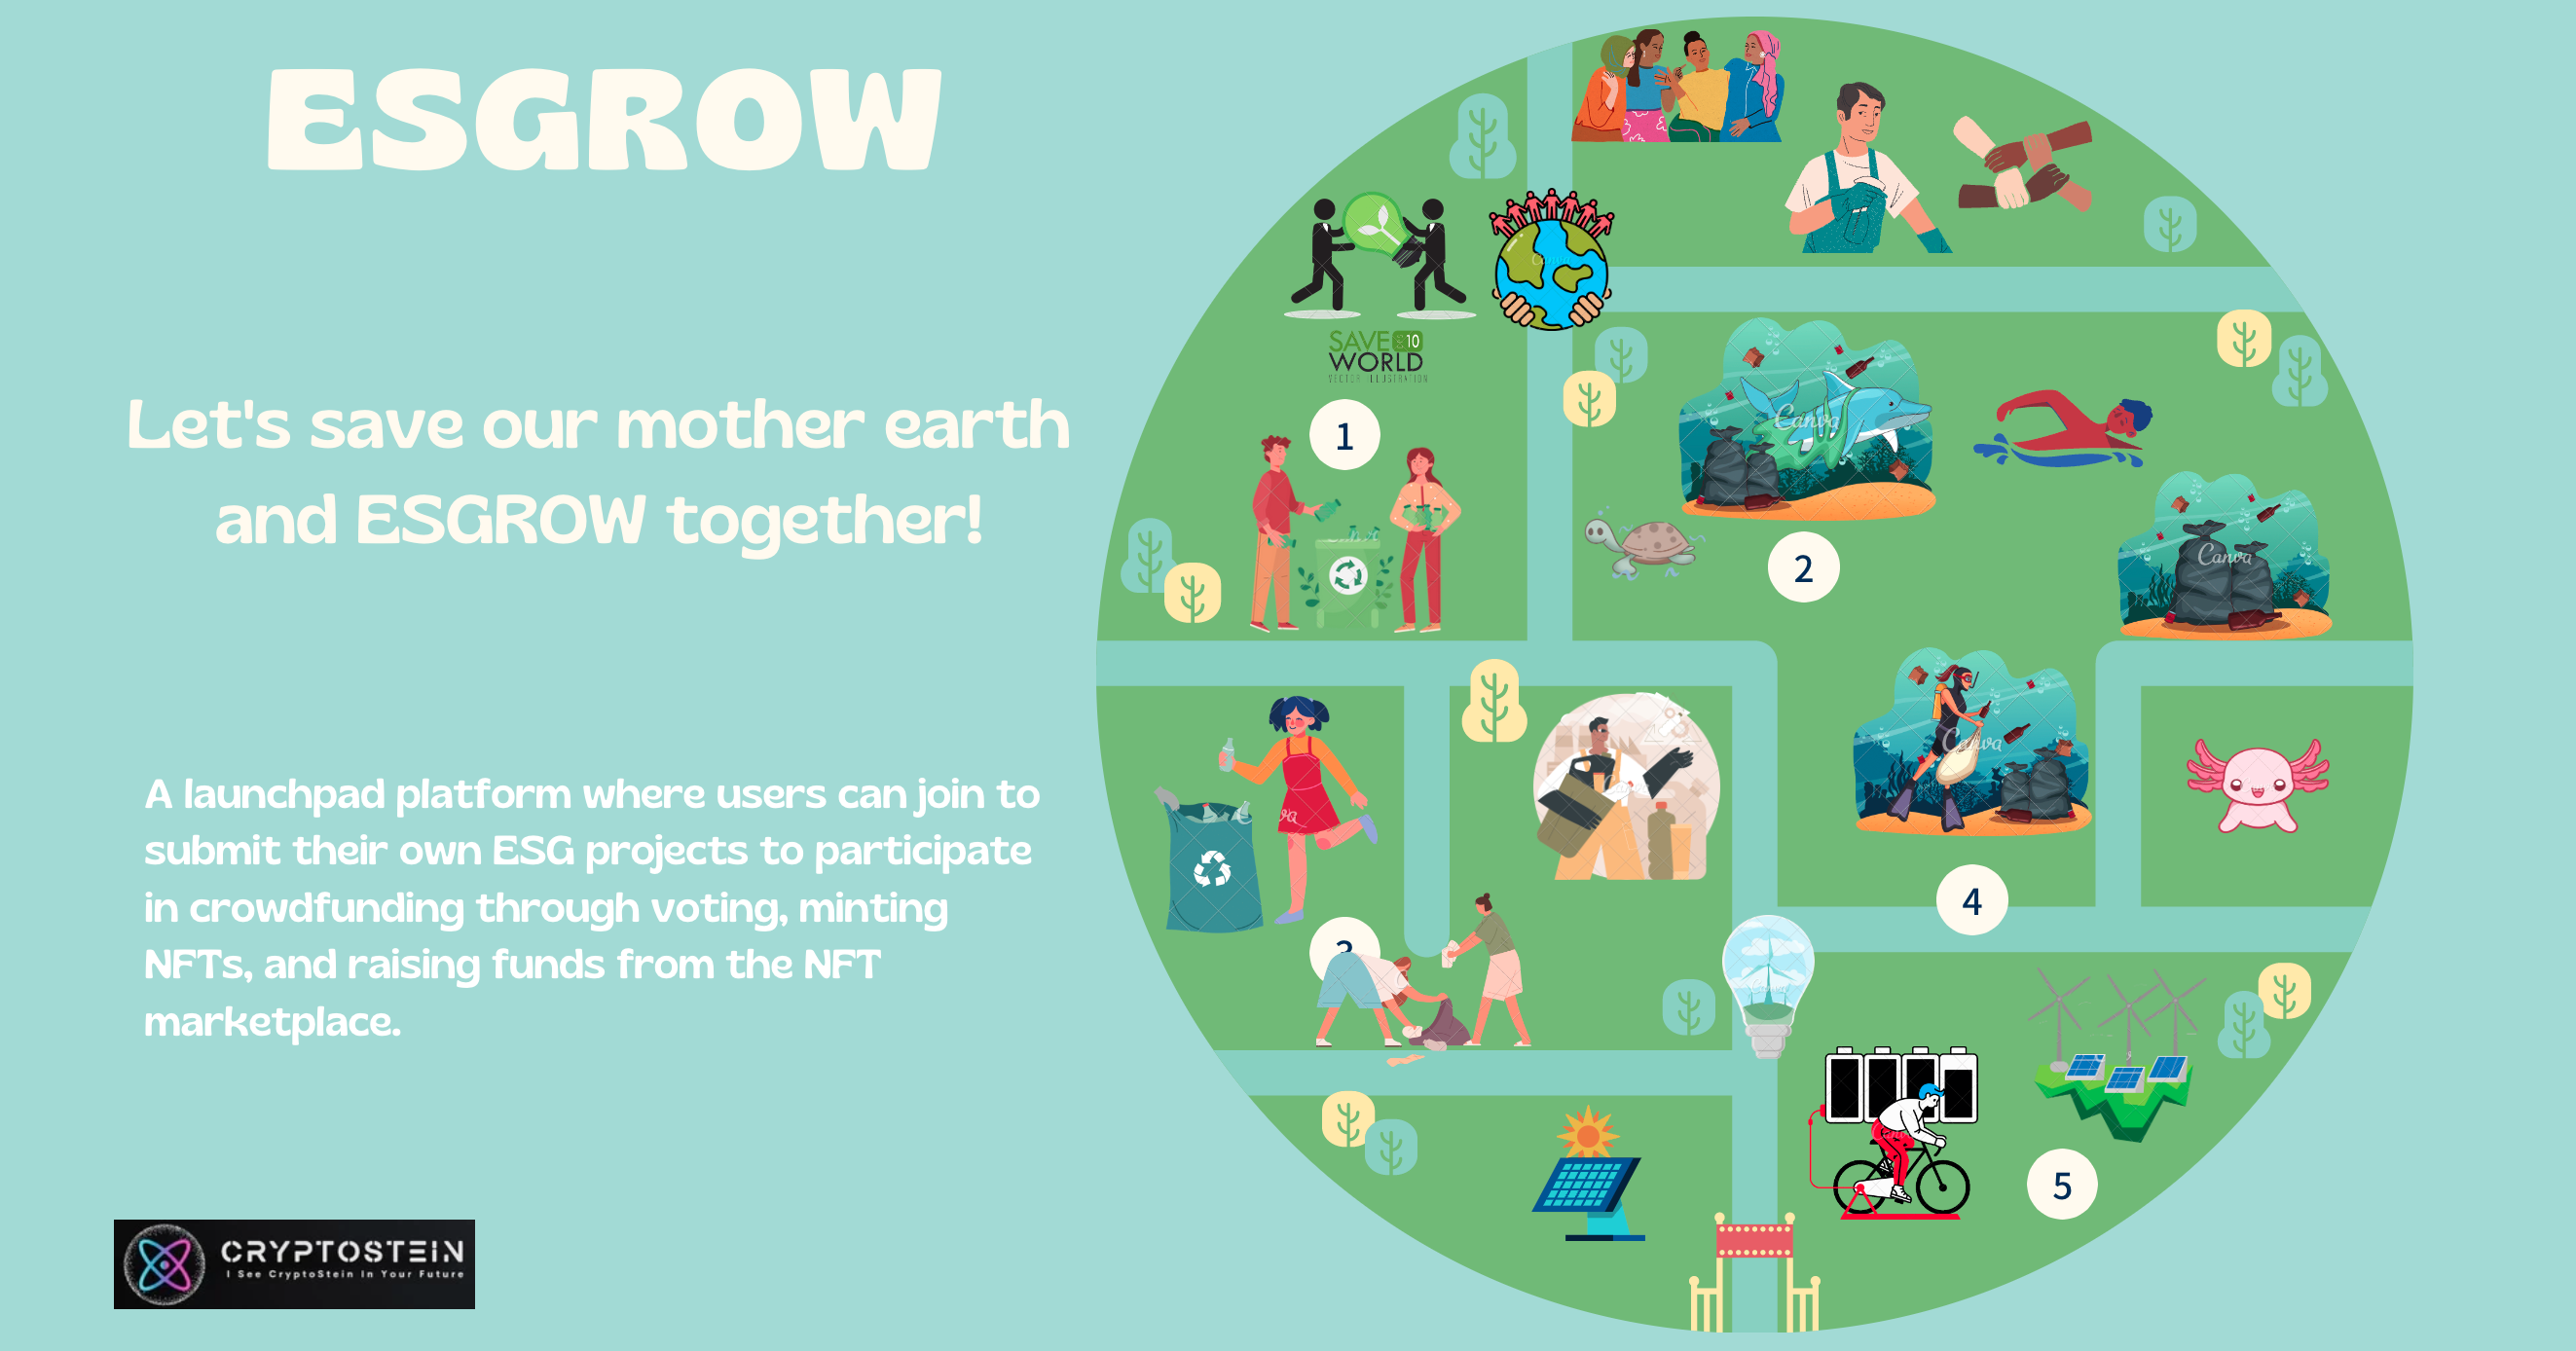 ESGROW
Let's save our mother earth
and ESGROW together!
A launchpad platform where users can join to
submit their own ESG projects to participate
in crowdfunding through voting, minting
NFTs, and raising funds from the NFT
marketplace.
CRYPTOSTEIN
I See CryptoStein In Your Future
SAVE 10
WORLD
VECTOR ILLUSTRATION
1
Canva
2
Canva
Canva
3
4
5